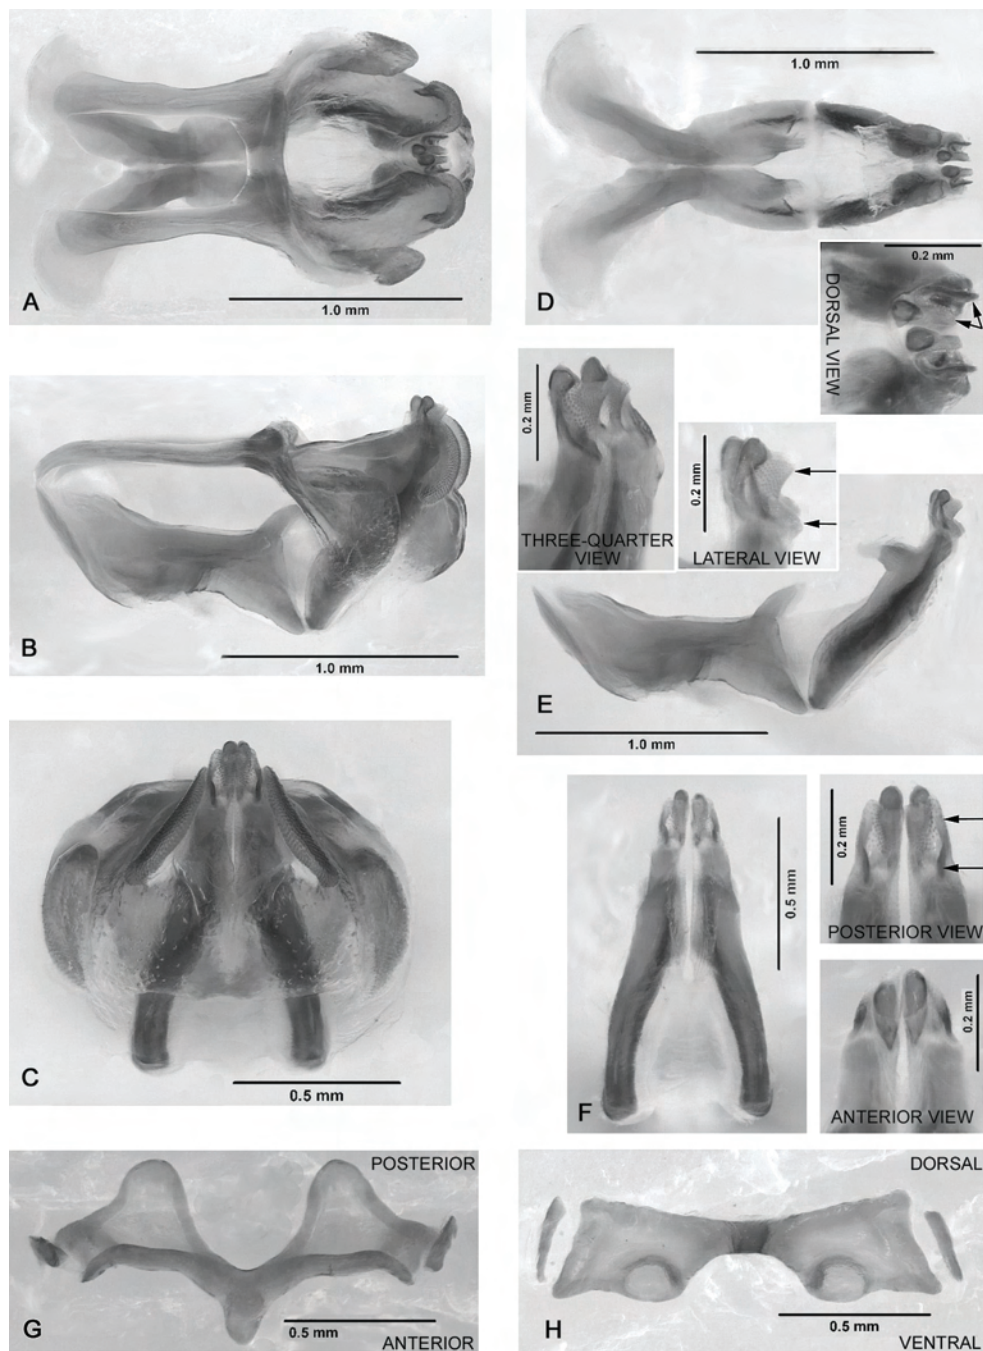 A
1.0 mm
B
1.0 mm
C
0.5 mm
D
1.0 mm
0.2 mm
DORSAL VIEW
0.2 mm
THREE-QUARTER
VIEW
0.2 mm
LATERAL VIEW
E
1.0 mm
F
0.5 mm
0.2 mm
POSTERIOR VIEW
0.2 mm
ANTERIOR VIEW
POSTERIOR
G
0.5 mm
ANTERIOR
DORSAL
H
0.5 mm
VENTRAL